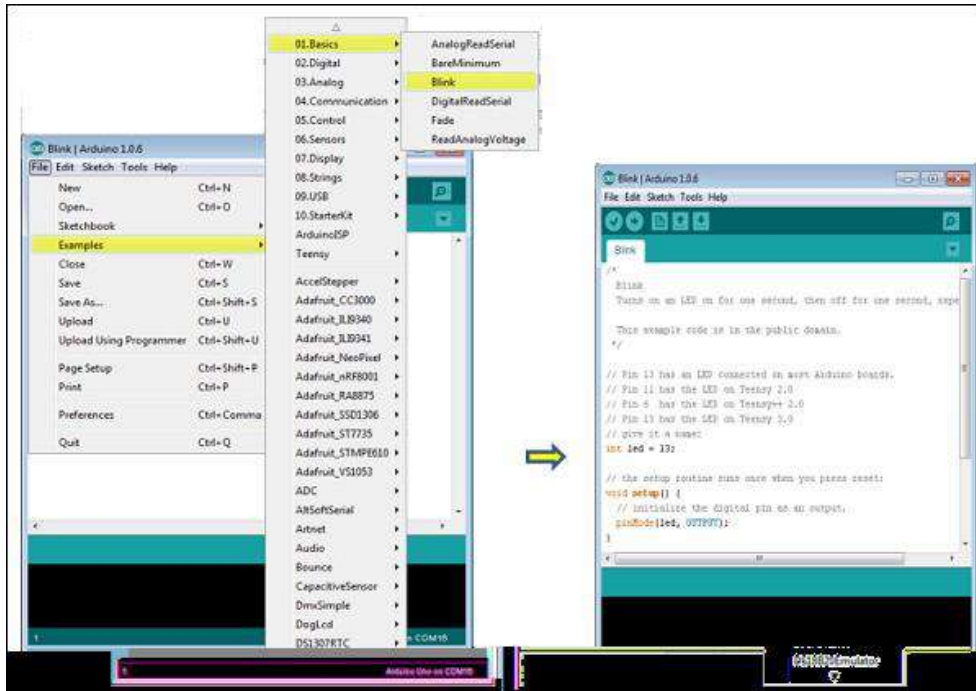 Blink | Arduino 1.0.6
File Edit Sketch Tools Help
New Ctrl+N
Open... Ctrl+O
Sketchbook
Examples
Close Ctrl+W
Save Ctrl+S
Save As... Ctrl+Shift+S
Upload Ctrl+U
Upload Using Programmer Ctrl+Shift+U
Page Setup Ctrl+Shift+P
Print Ctrl+P
Preferences Ctrl+Comma
Quit Ctrl+Q
1
on COM16
01.Basics
02.Digital
03.Analog
04.Communication
05.Control
06.Sensors
07.Display
08.Strings
09.USB
10.StarterKit
ArduinoISP
Teensy
AccelStepper
Adafruit_CC3000
Adafruit_ILI9340
Adafruit_ILI9341
Adafruit_NeoPixel
Adafruit_nRF8001
Adafruit_RA8875
Adafruit_SSD1306
Adafruit_ST7735
Adafruit_STMPE610
Adafruit_VS1053
ADC
AltSoftSerial
Artnet
Audio
Bounce
CapacitiveSensor
DmxSimple
DogLcd
DS1307RTC
AnalogReadSerial
BareMinimum
Blink
DigitalReadSerial
Fade
ReadAnalogVoltage
Blink | Arduino 1.0.6
File Edit Sketch Tools Help
Blink
/*
Blink
Turns on an LED on for one second, then off for one second, repe
This example code is in the public domain.
*/
// Pin 13 has an LED connected on most Arduino boards.
// Pin 11 has the LED on Teensy 2.0
// Pin 6 has the LED on Teensy++ 2.0
// Pin 13 has the LED on Teensy 3.0
// give it a name:
int led = 13;
// the setup routine runs once when you press reset:
void setup() {
// initialize the digital pin as an output.
pinMode(led, OUTPUT);
}
1
Arduino Uno on COM16